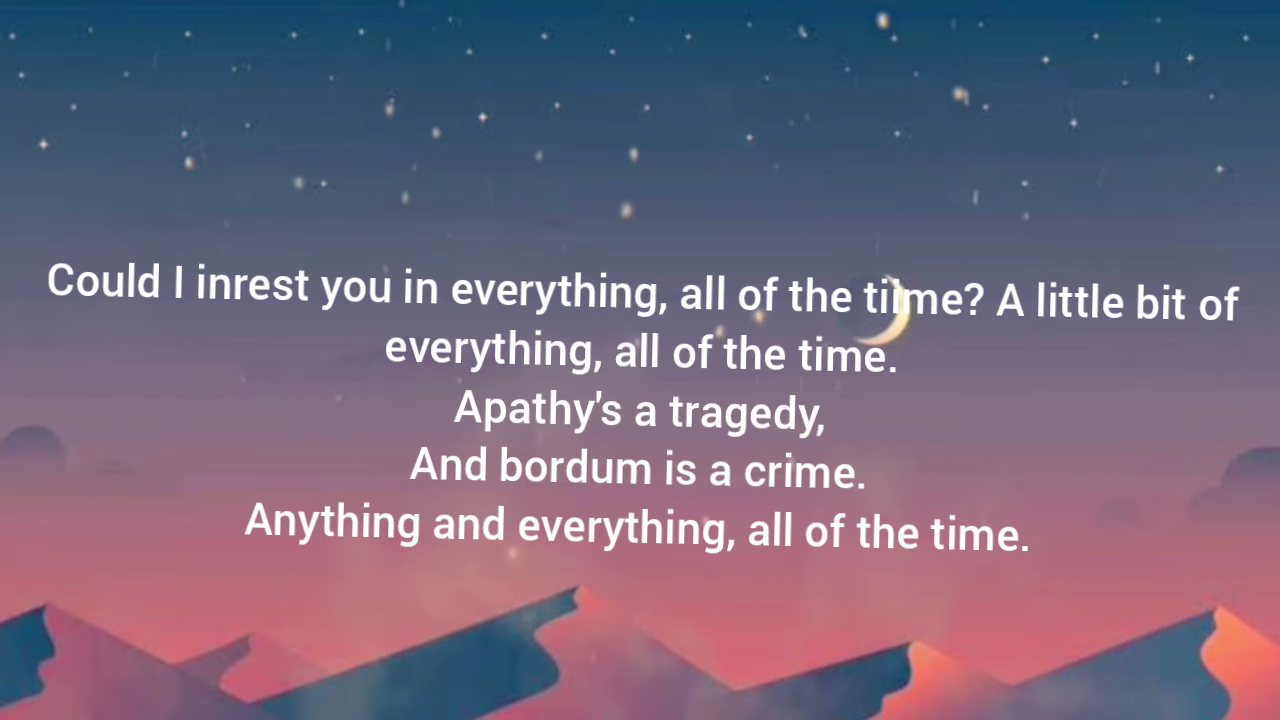 Could I inrest you in everything, all of the tiime? A little bit of
everything, all of the time.
Apathy's a tragedy,
And bordum is a crime.
Anything and everything, all of the time.